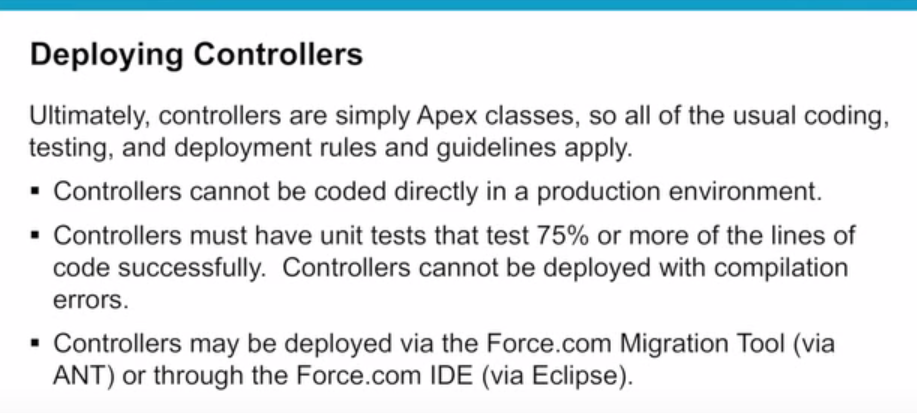 Deploying Controllers
Ultimately, controllers are simply Apex classes, so all of the usual coding,
testing, and deployment rules and guidelines apply.
▪ Controllers cannot be coded directly in a production environment.
▪ Controllers must have unit tests that test 75% or more of the lines of
code successfully.  Controllers cannot be deployed with compilation
errors.
▪ Controllers may be deployed via the Force.com Migration Tool (via
ANT) or through the Force.com IDE (via Eclipse).